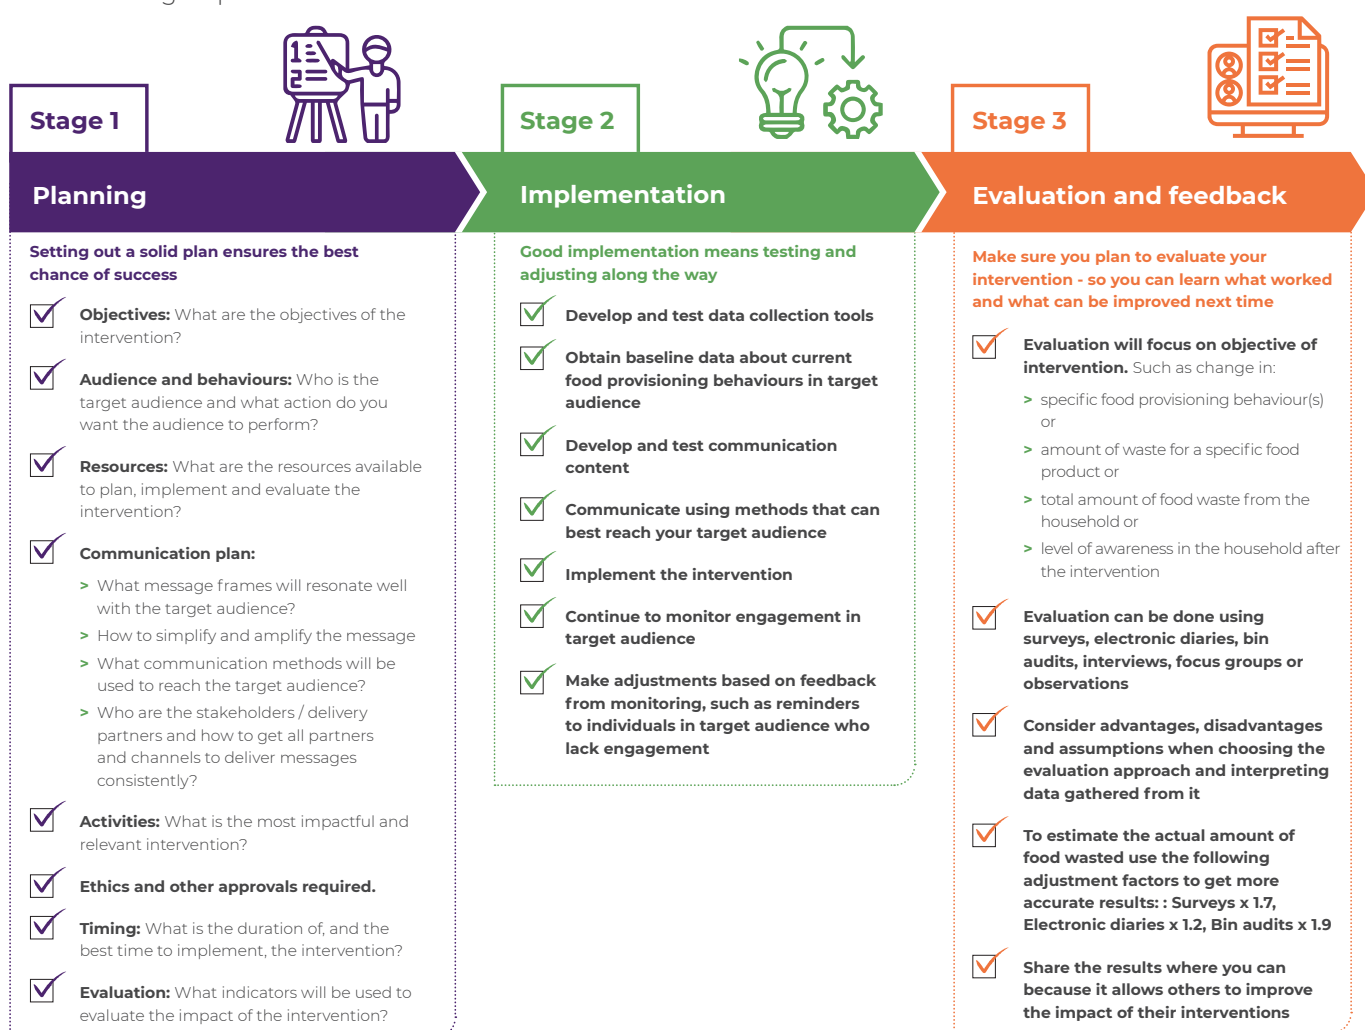 Stage 1
Planning
Setting out a solid plan ensures the best
chance of success
Objectives: What are the objectives of the
intervention?
Audience and behaviours: Who is the
target audience and what action do you
want the audience to perform?
Resources: What are the resources available
to plan, implement and evaluate the
intervention?
Communication plan:
> What message frames will resonate well
with the target audience?
> How to simplify and amplify the message
> What communication methods will be
used to reach the target audience?
> Who are the stakeholders / delivery
partners and how to get all partners
and channels to deliver messages
consistently?
Activities: What is the most impactful and
relevant intervention?
Ethics and other approvals required.
Timing: What is the duration of, and the
best time to implement, the intervention?
Evaluation: What indicators will be used to
evaluate the impact of the intervention?
Stage 2
Implementation
Good implementation means testing and
adjusting along the way
Develop and test data collection tools
Obtain baseline data about current
food provisioning behaviours in target
audience
Develop and test communication
content
Communicate using methods that can
best reach your target audience
Implement the intervention
Continue to monitor engagement in
target audience
Make adjustments based on feedback
from monitoring, such as reminders
to individuals in target audience who
lack engagement
Stage 3
Evaluation and feedback
Make sure you plan to evaluate your
intervention - so you can learn what worked
and what can be improved next time
Evaluation will focus on objective of
intervention. Such as change in:
> specific food provisioning behaviour(s)
or
> amount of waste for a specific food
product or
> total amount of food waste from the
household or
> level of awareness in the household after
the intervention
Evaluation can be done using
surveys, electronic diaries, bin
audits, interviews, focus groups or
observations
Consider advantages, disadvantages
and assumptions when choosing the
evaluation approach and interpreting
data gathered from it
To estimate the actual amount of
food wasted use the following
adjustment factors to get more
accurate results: : Surveys x 1.7,
Electronic diaries x 1.2, Bin audits x 1.9
Share the results where you can
because it allows others to improve
the impact of their interventions